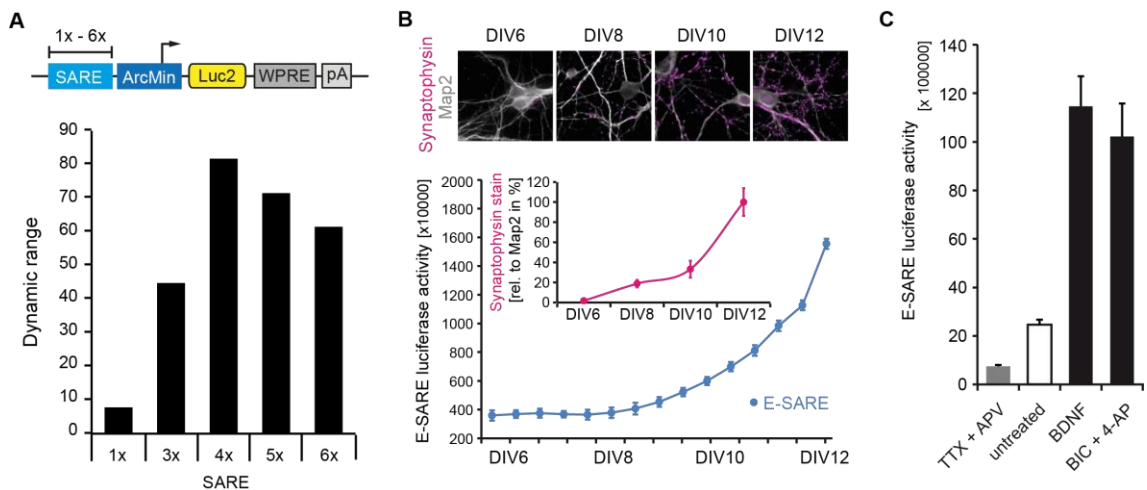 A
1x - 6x
SARE ArcMin Luc2 WPRE pA
Dynamic range
90
80
70
60
50
40
30
20
10
0
1x 3x 4x 5x 6x
SARE
B
DIV6 DIV8 DIV10 DIV12
Synaptophysin
Map2
E-SARE luciferase activity [x10000]
2000
1800
1600
1400
1200
1000
800
600
400
200
DIV6 DIV8 DIV10 DIV12
Synaptophysin stain
[rel. to Map2 in %]
120
100
80
60
40
20
0
DIV6 DIV8 DIV10 DIV12
E-SARE
C
E-SARE luciferase activity
[x 100000]
140
120
100
80
60
40
20
0
TTX + APV
untreated
BDNF
BIC + 4-AP